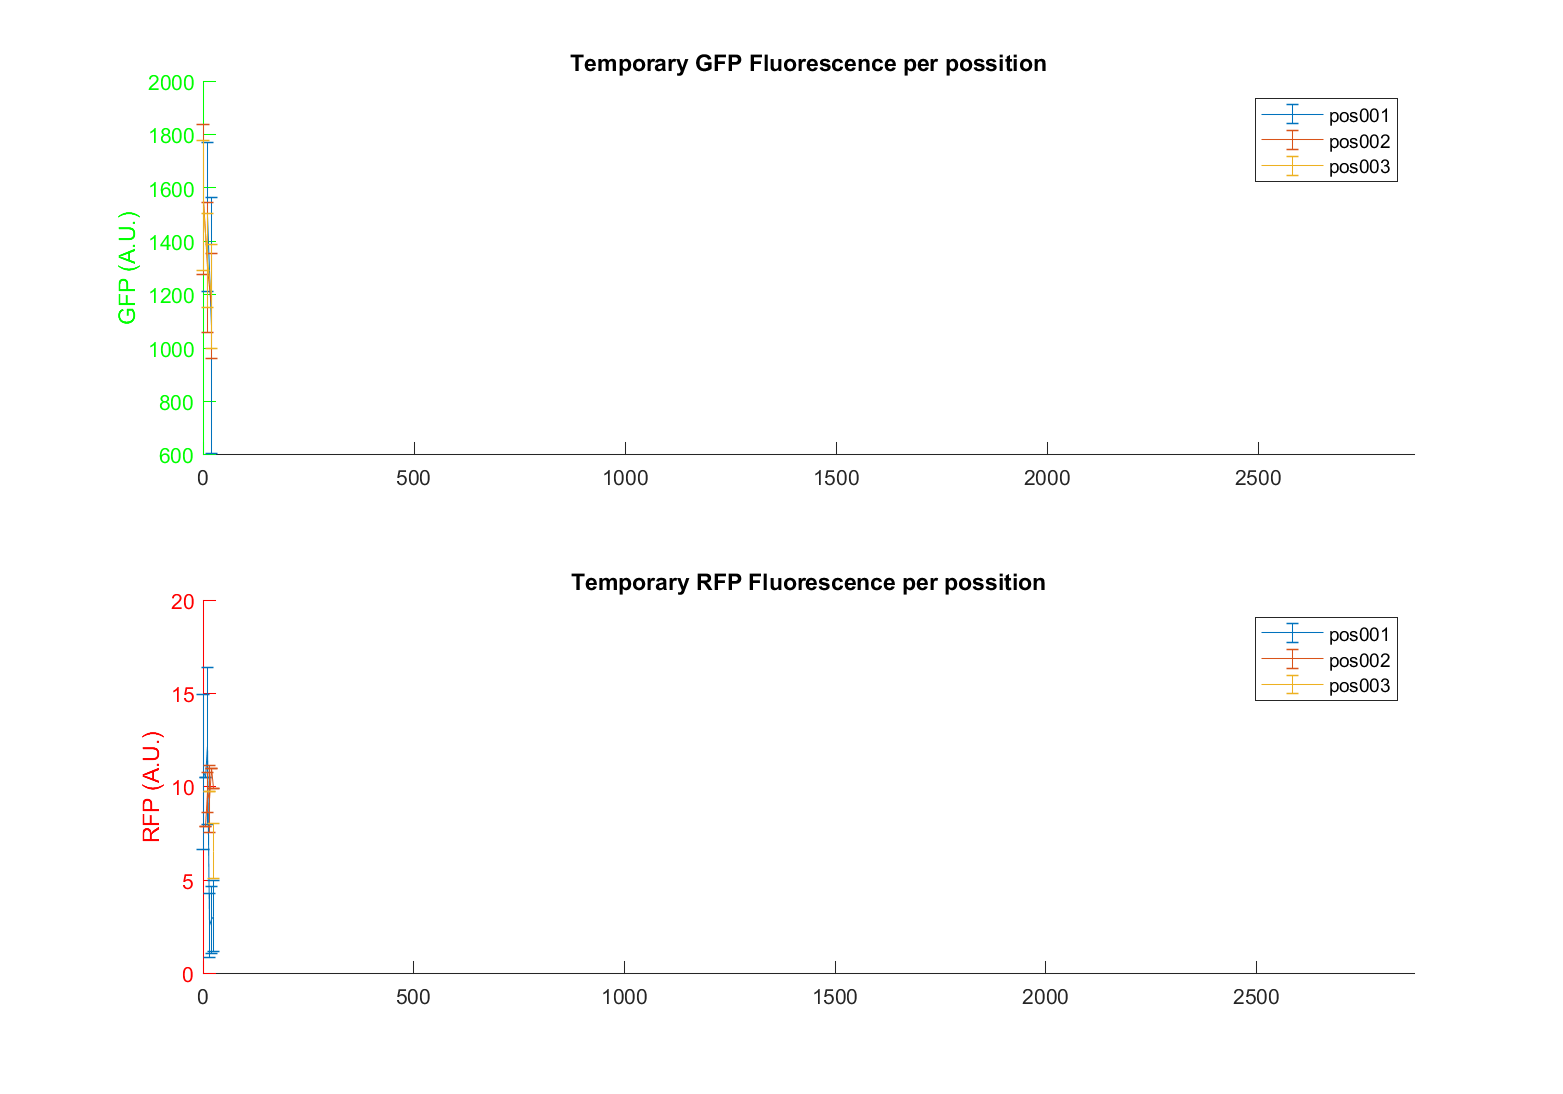 Temporary GFP Fluorescence per possition
2000
1800
1600
1400
1200
1000
800
600
GFP (A.U.)
pos001
pos002
pos003
0 500 1000 1500 2000 2500
Temporary RFP Fluorescence per possition
20
15
10
5
0
RFP (A.U.)
pos001
pos002
pos003
0 500 1000 1500 2000 2500